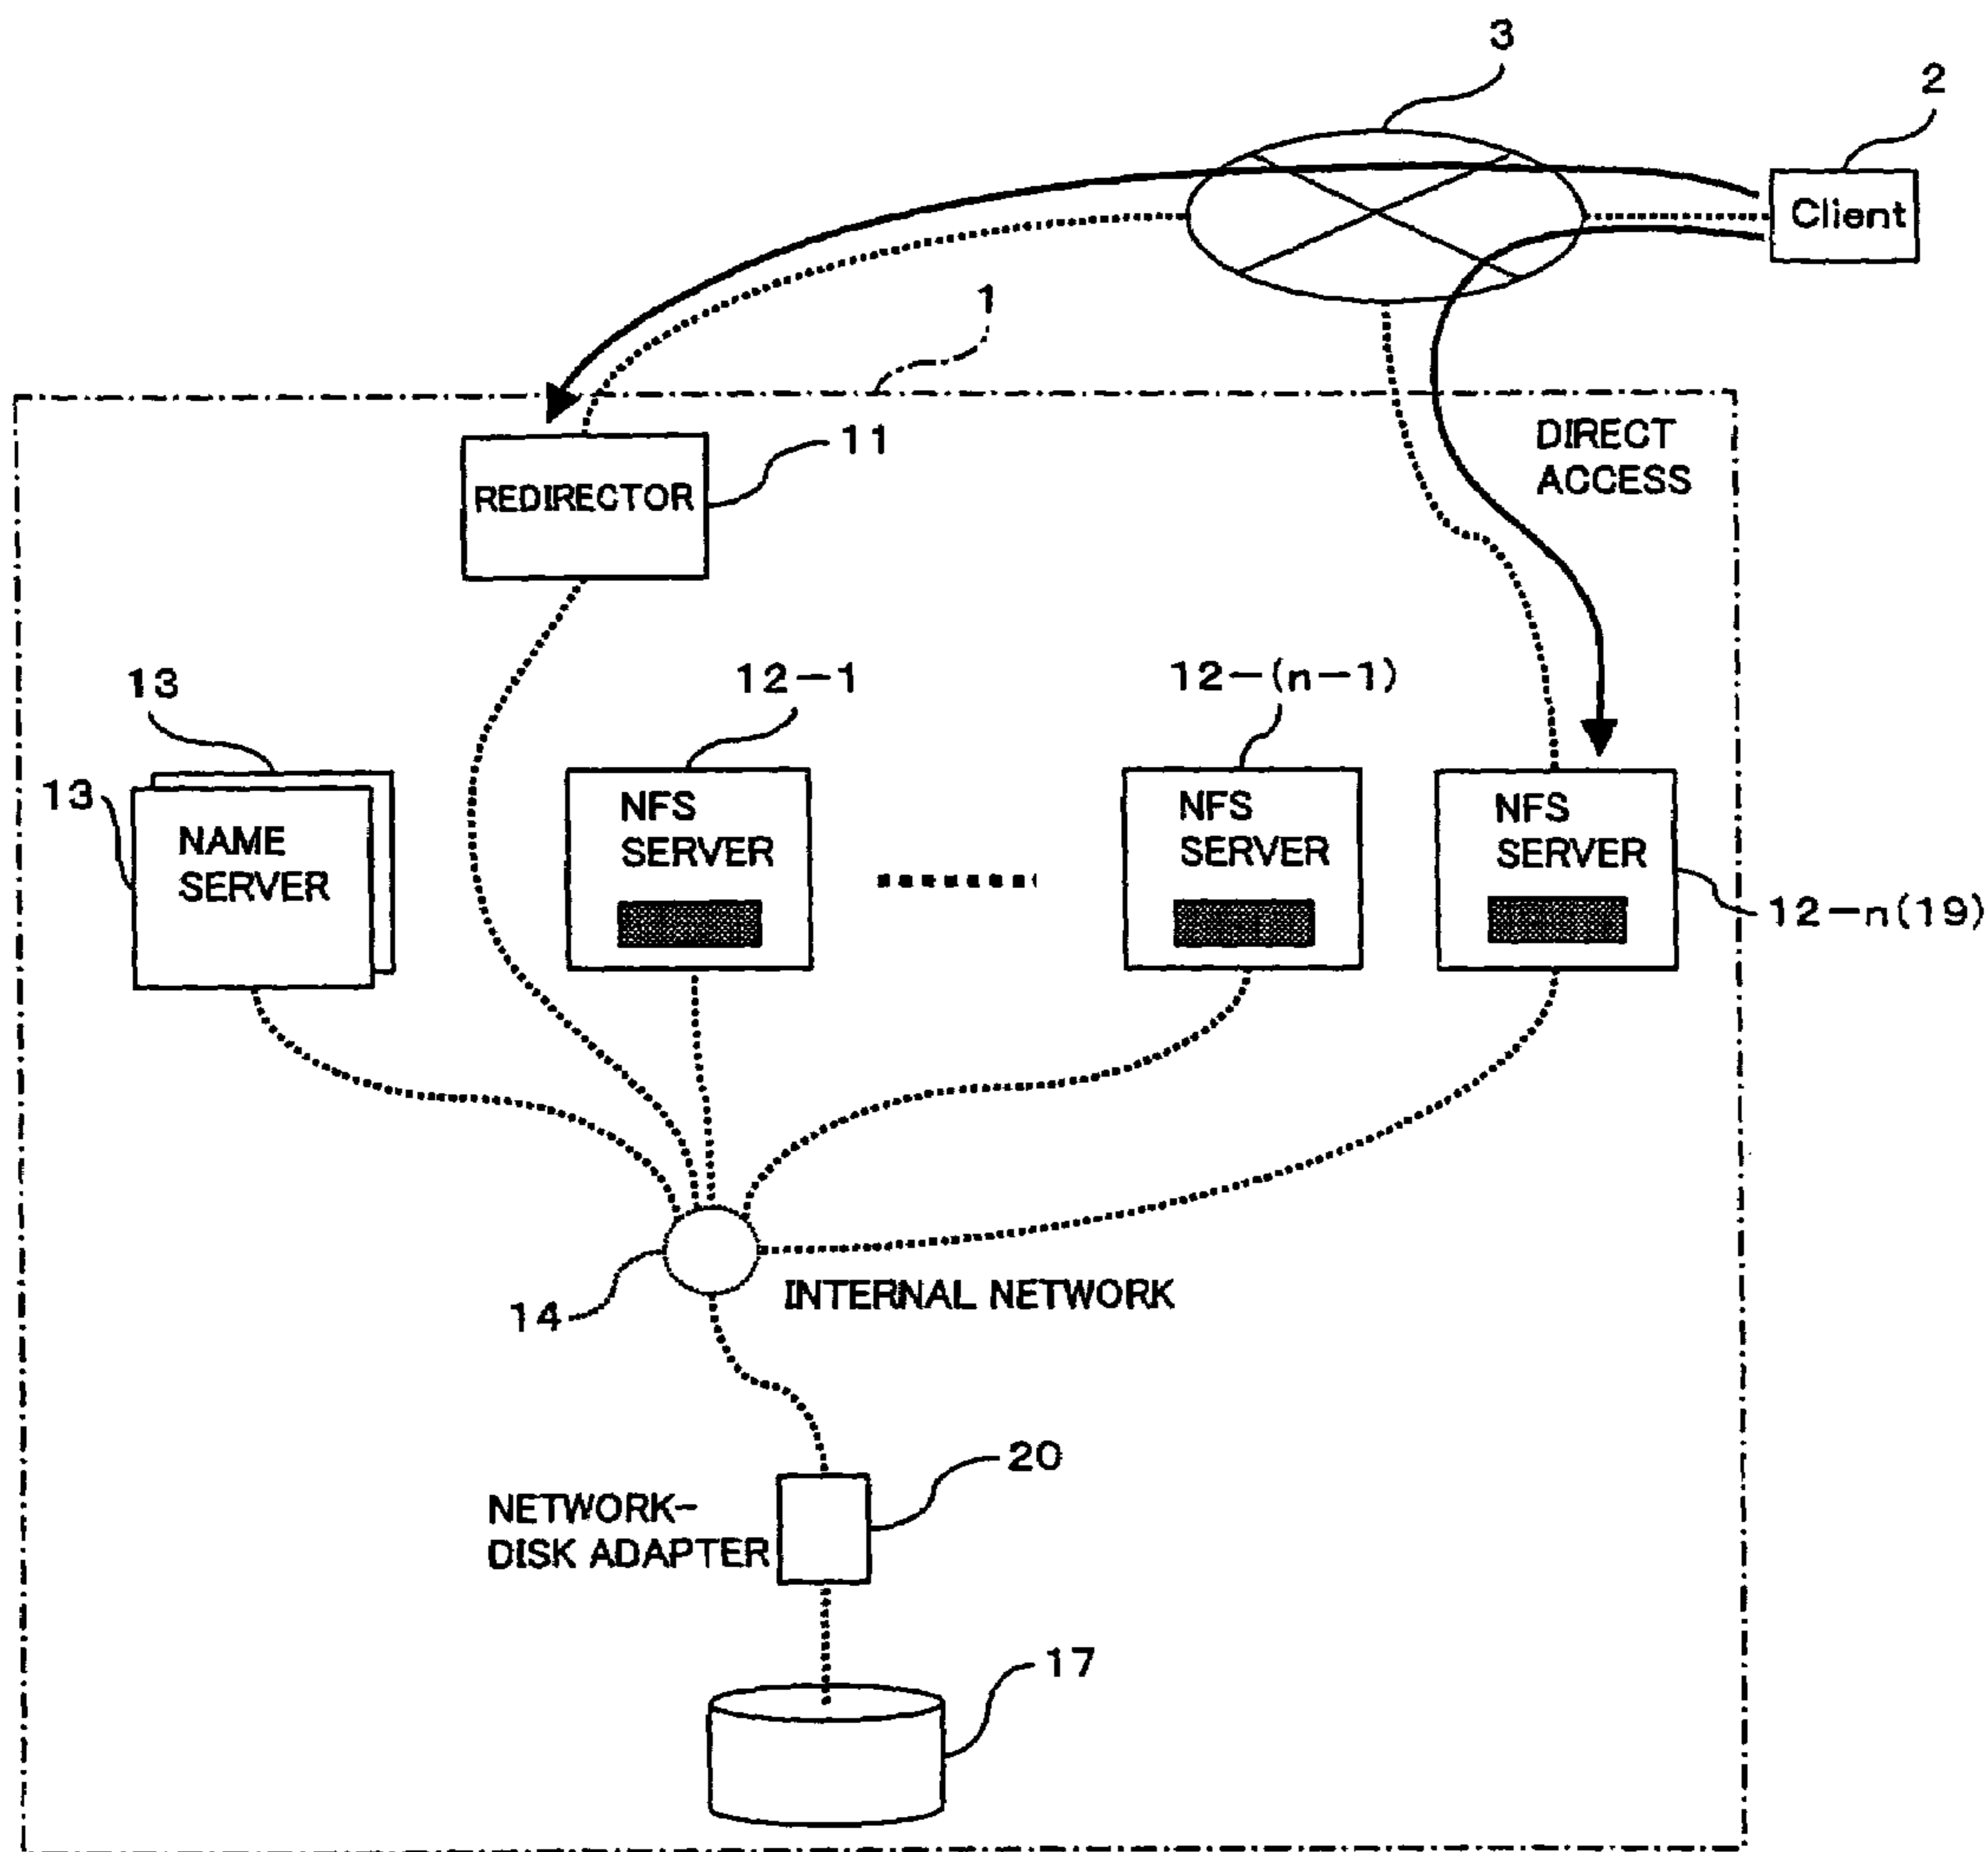 3
2
Client
1
11
REDIRECTOR
DIRECT
ACCESS
13
12-1
12-(n-1)
13
NAME
SERVER
NFS
SERVER
NFS
SERVER
NFS
SERVER
12-n(19)
14
INTERNAL NETWORK
20
NETWORK-
DISK ADAPTER
17